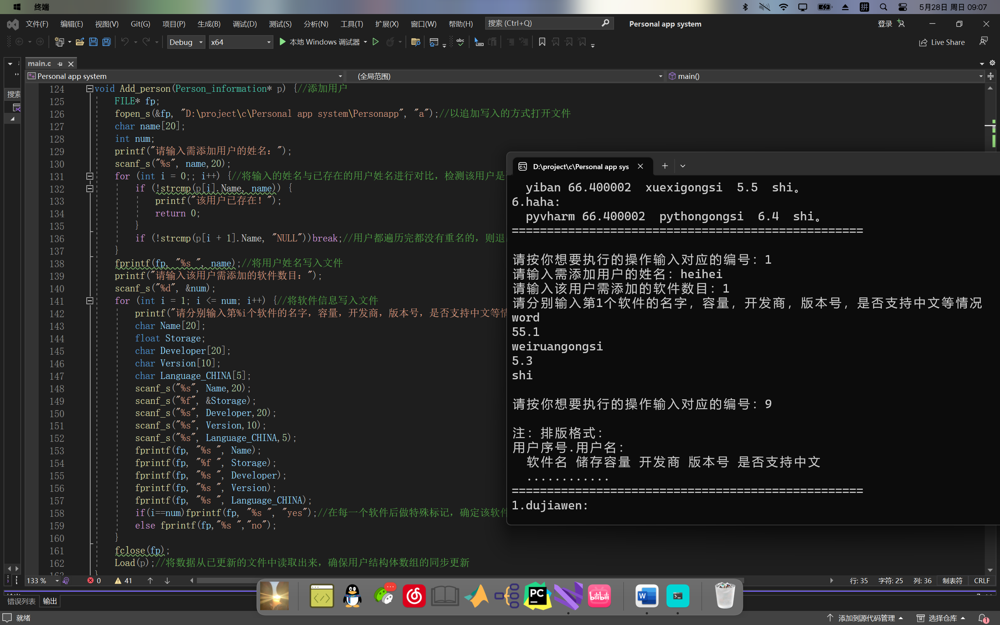 终端
5月28日 周日 09:07
文件(F) 编辑(E) 视图(V) Git(G) 项目(P) 生成(B) 调试(D) 测试(S) 分析(N) 工具(T) 扩展(X) 窗口(W) 帮助(H) 搜索 (Ctrl+Q) Personal app system 登录
Debug x64 本地 Windows 调试器 Live Share
main.c
Personal app system (全局范围) main()
搜索
124 void Add_person(Person_information* p) {//添加用户
125 FILE* fp;
126 fopen_s(&fp, "D:\project\c\Personal app system\Personapp", "a");//以追加写入的方式打开文件
127 char name[20];
128 int num;
129 printf("请输入需添加用户的姓名: ");
130 scanf_s("%s", name,20);
131 for (int i = 0;; i++) {//将输入的姓名与已存在的用户姓名进行对比，检测该用户是
132 if (!strcmp(p[i].Name, name)) {
133 printf("该用户已存在! ");
134 return 0;
135 }
136 if (!strcmp(p[i + 1].Name, "NULL"))break;//用户都遍历完都没有重名的，则退
137 }
138 fprintf(fp, "%s ", name);//将用户姓名写入文件
139 printf("请输入该用户需添加的软件数目: ");
140 scanf_s("%d", &num);
141 for (int i = 1; i <= num; i++) {//将软件信息写入文件
142 printf("请分别输入第%i个软件的名字，容量，开发商，版本号，是否支持中文等情
143 char Name[20];
144 float Storage;
145 char Developer[20];
146 char Version[10];
147 char Language_CHINA[5];
148 scanf_s("%s", Name,20);
149 scanf_s("%f", &Storage);
150 scanf_s("%s", Developer,20);
151 scanf_s("%s", Version,10);
152 scanf_s("%s", Language_CHINA,5);
153 fprintf(fp, "%s ", Name);
154 fprintf(fp, "%f ", Storage);
155 fprintf(fp, "%s ", Developer);
156 fprintf(fp, "%s ", Version);
157 fprintf(fp, "%s ", Language_CHINA);
158 if(i==num)fprintf(fp, "%s ", "yes");//在每一个软件后做特殊标记，确定该软件
159 else fprintf(fp,"%s ","no");
160 }
161 fclose(fp);
162 Load(p);//将数据从已更新的文件中读取出来，确保用户结构体数组的同步更新
D:\project\c\Personal app sys
yiban 66.400002 xuexigongsi 5.5 shi。
6.haha:
pyvharm 66.400002 pythongongsi 6.4 shi。
==================================================
请按你想要执行的操作输入对应的编号: 1
请输入需添加用户的姓名: heihei
请输入该用户需添加的软件数目: 1
请分别输入第1个软件的名字，容量，开发商，版本号，是否支持中文等情况
word
55.1
weiruangongsi
5.3
shi
请按你想要执行的操作输入对应的编号: 9
注: 排版格式:
用户序号.用户名:
软件名 储存容量 开发商 版本号 是否支持中文
............
==================================================
1.dujiawen:
133 % 0 41 行: 35 字符: 25 列: 36 制表符 CRLF
错误列表 输出
PC
bilibili
W
就绪 添加到源代码管理 选择仓库 1